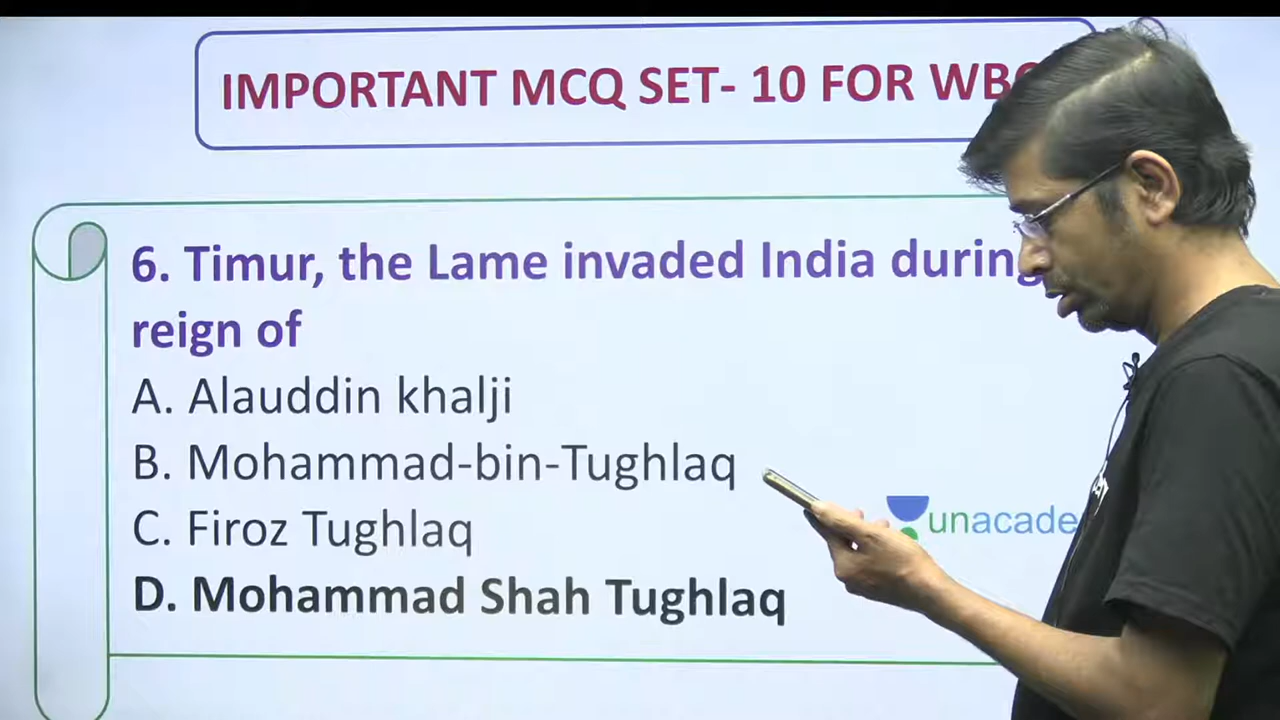 IMPORTANT MCQ SET- 10 FOR
6. Timur, the Lame invaded India during
reign of
A. Alauddin khalji
B. Mohammad-bin-Tughlaq
C. Firoz Tughlaq
unacade
D. Mohammad Shah Tughlaq